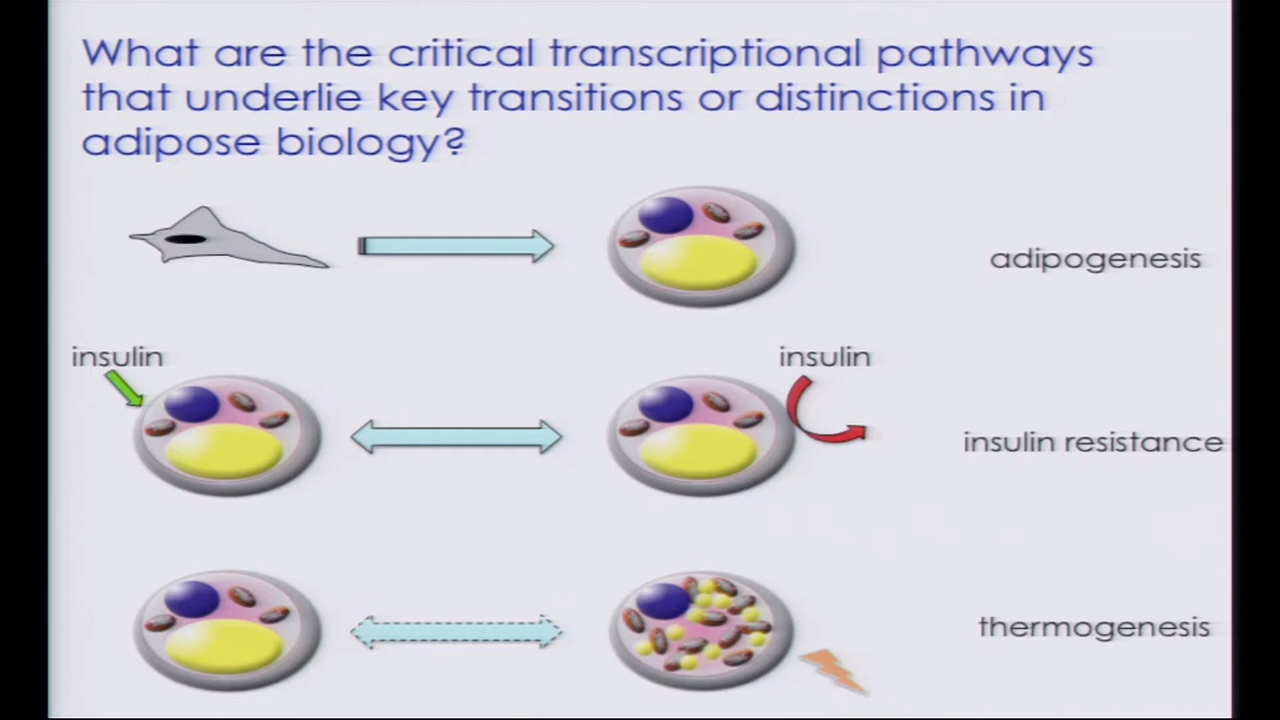 What are the critical transcriptional pathways
that underlie key transitions or distinctions in
adipose biology?
adipogenesis
insulin
insulin
insulin resistance
thermogenesis